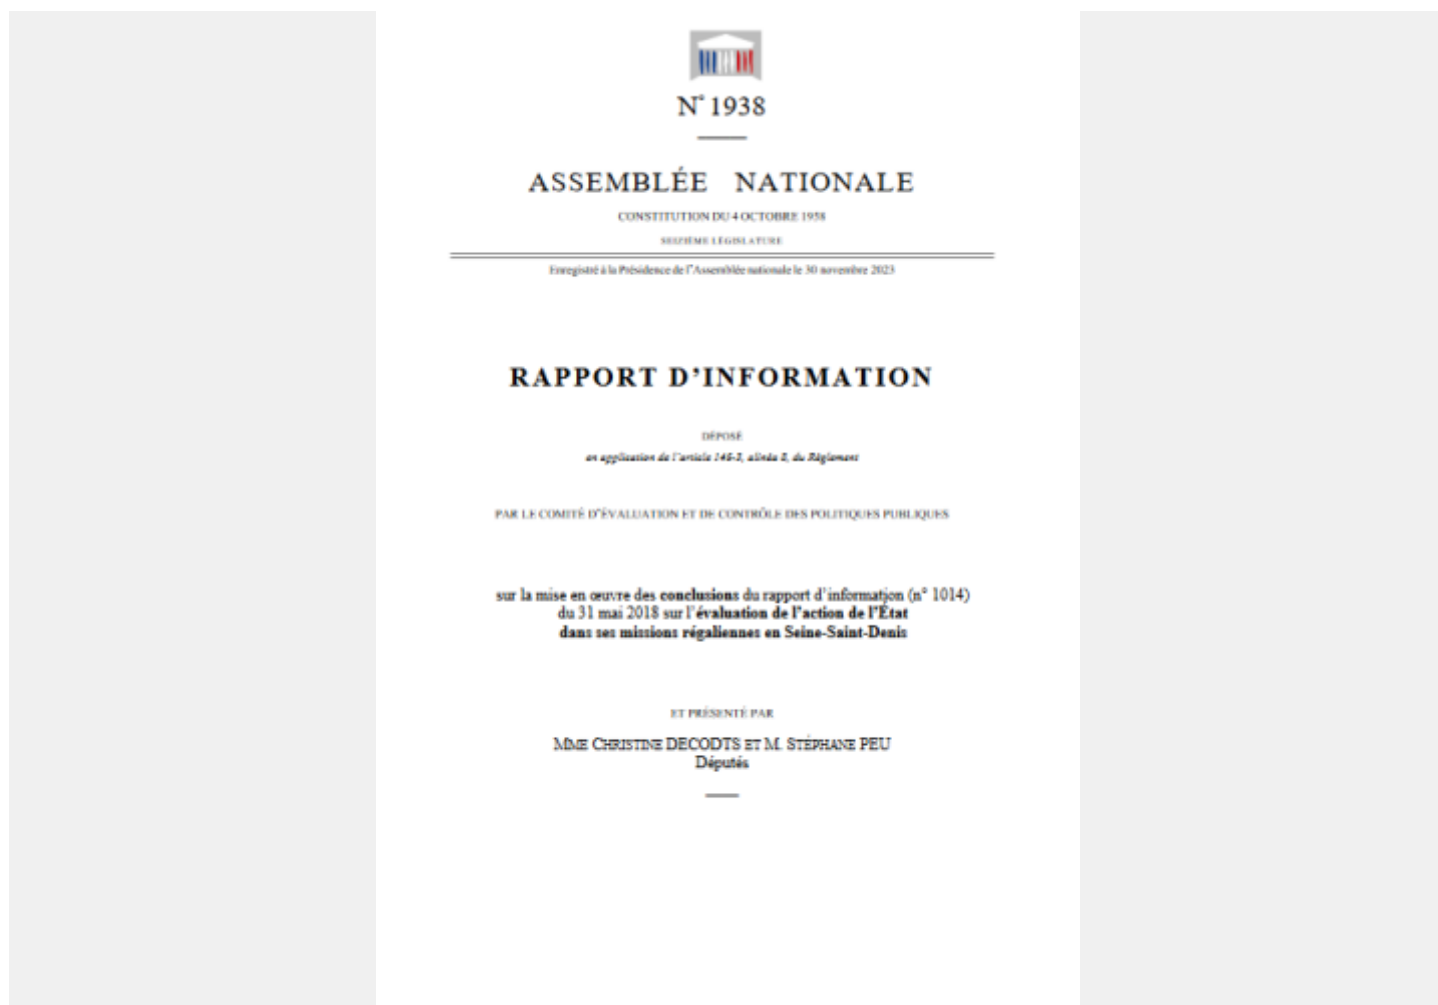 N° 1938
ASSEMBLÉE NATIONALE
CONSTITUTION DU 4 OCTOBRE 1958
SEIZIÈME LÉGISLATURE
Enregistré à la Présidence de l'Assemblée nationale le 30 novembre 2023
RAPPORT D'INFORMATION
DÉPOSÉ
en application de l'article 146-3, alinéa 8, du Règlement
PAR LE COMITÉ D'ÉVALUATION ET DE CONTRÔLE DES POLITIQUES PUBLIQUES
sur la mise en œuvre des conclusions du rapport d'information (n° 1014)
du 31 mai 2018 sur l'évaluation de l'action de l'État
dans ses missions régaliennes en Seine-Saint-Denis
ET PRÉSENTÉ PAR
MME CHRISTINE DECODTS ET M. STÉPHANE PEU
Députés